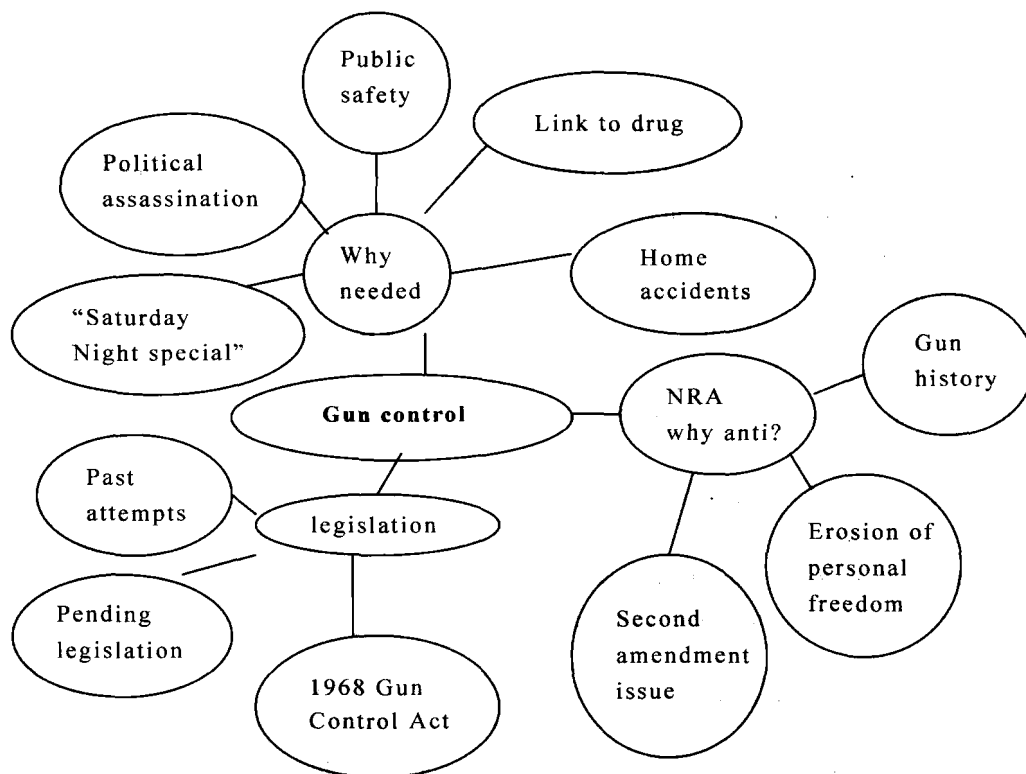 Public
safety
Link to drug
Political
assassination
Why
needed
Home
accidents
“Saturday
Night special”
Gun
history
NRA
why anti?
Gun control
Past
attempts
legislation
Erosion of
personal
freedom
Pending
legislation
Second
amendment
issue
1968 Gun
Control Act